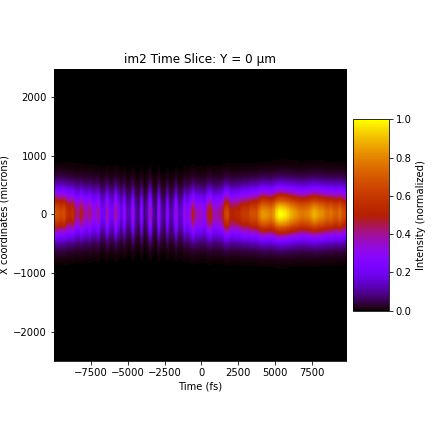 im2 Time Slice: Y = 0 μm
2000
1000
0
−1000
−2000
X coordinates (microns)
−7500 −5000 −2500 0 2500 5000 7500
Time (fs)
1.0
0.8
0.6
0.4
0.2
0.0
Intensity (normalized)